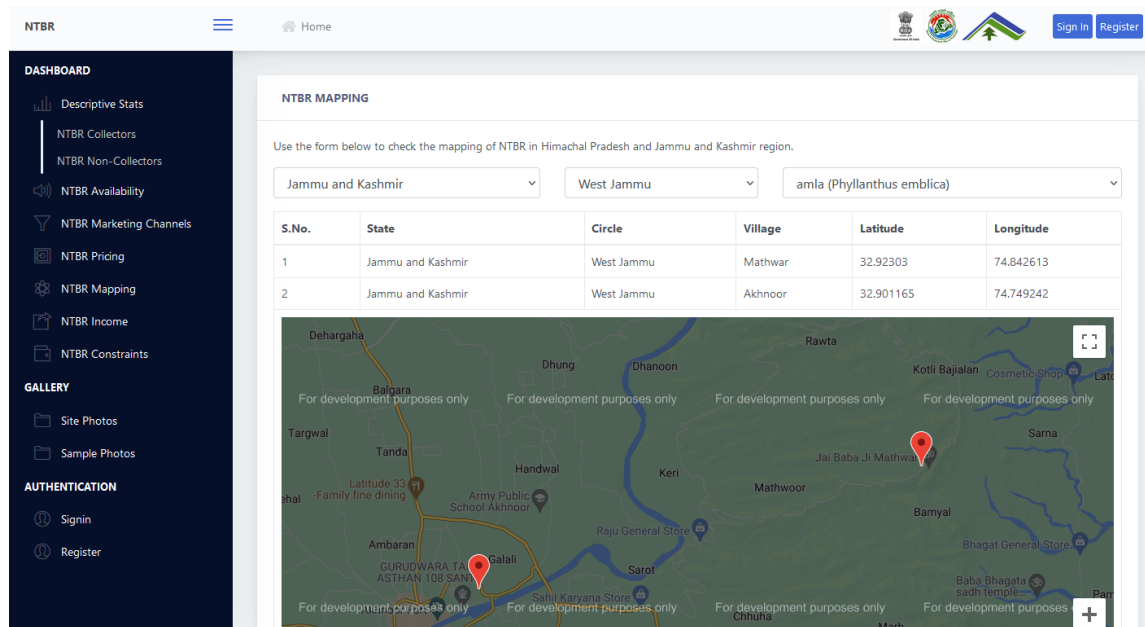 NTBR
Home
Sign In Register
DASHBOARD
Descriptive Stats
NTBR Collectors
NTBR Non-Collectors
NTBR Availability
NTBR Marketing Channels
NTBR Pricing
NTBR Mapping
NTBR Income
NTBR Constraints
GALLERY
Site Photos
Sample Photos
AUTHENTICATION
Signin
Register
NTBR MAPPING
Use the form below to check the mapping of NTBR in Himachal Pradesh and Jammu and Kashmir region.
Jammu and Kashmir West Jammu amla (Phyllanthus emblica)
S.No. State Circle Village Latitude Longitude
1 Jammu and Kashmir West Jammu Mathwar 32.92303 74.842613
2 Jammu and Kashmir West Jammu Akhnoor 32.901165 74.749242
Dehargaha
Rawta
Dhung Dhanoon
Kotli Bajialan Cosmetic Shop
Balgara
For development purposes only For development purposes only For development purposes only For development purposes only
Targwal Sarna
Tanda
Jai Baba Ji Mathwar
Handwal Keri
Latitude 33
-Family
fine dining
Mathwoor
Army Public
School Akhnoor
Bamyal
Raju General Store
Ambaran
Bhagat General Store
Galali
GURUDWARA TA
ASTHAN 108 SANT
Sarot
Baba Bhagata
sadh temple...
Sahil Karyana Store
For development purposes only For development purposes only For development purposes only For development purposes
Chhuha